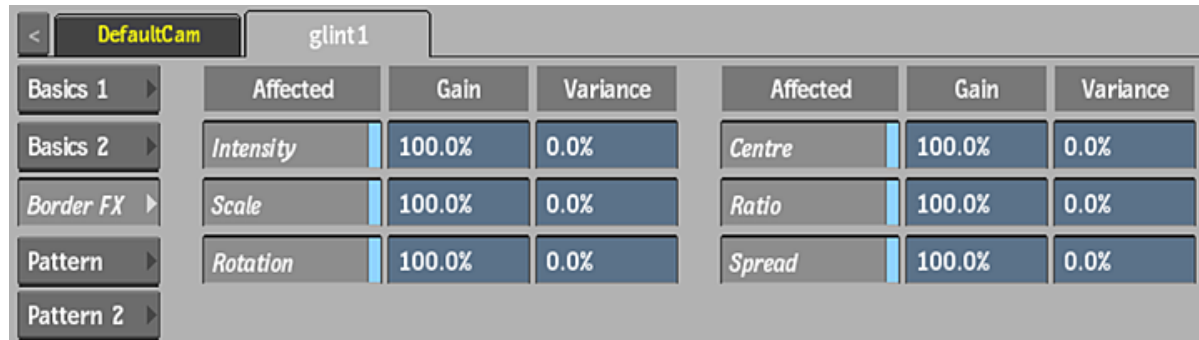 < DefaultCam glint1
Basics 1 Affected Gain Variance Affected Gain Variance
Basics 2 Intensity 100.0% 0.0% Centre 100.0% 0.0%
Border FX Scale 100.0% 0.0% Ratio 100.0% 0.0%
Pattern Rotation 100.0% 0.0% Spread 100.0% 0.0%
Pattern 2